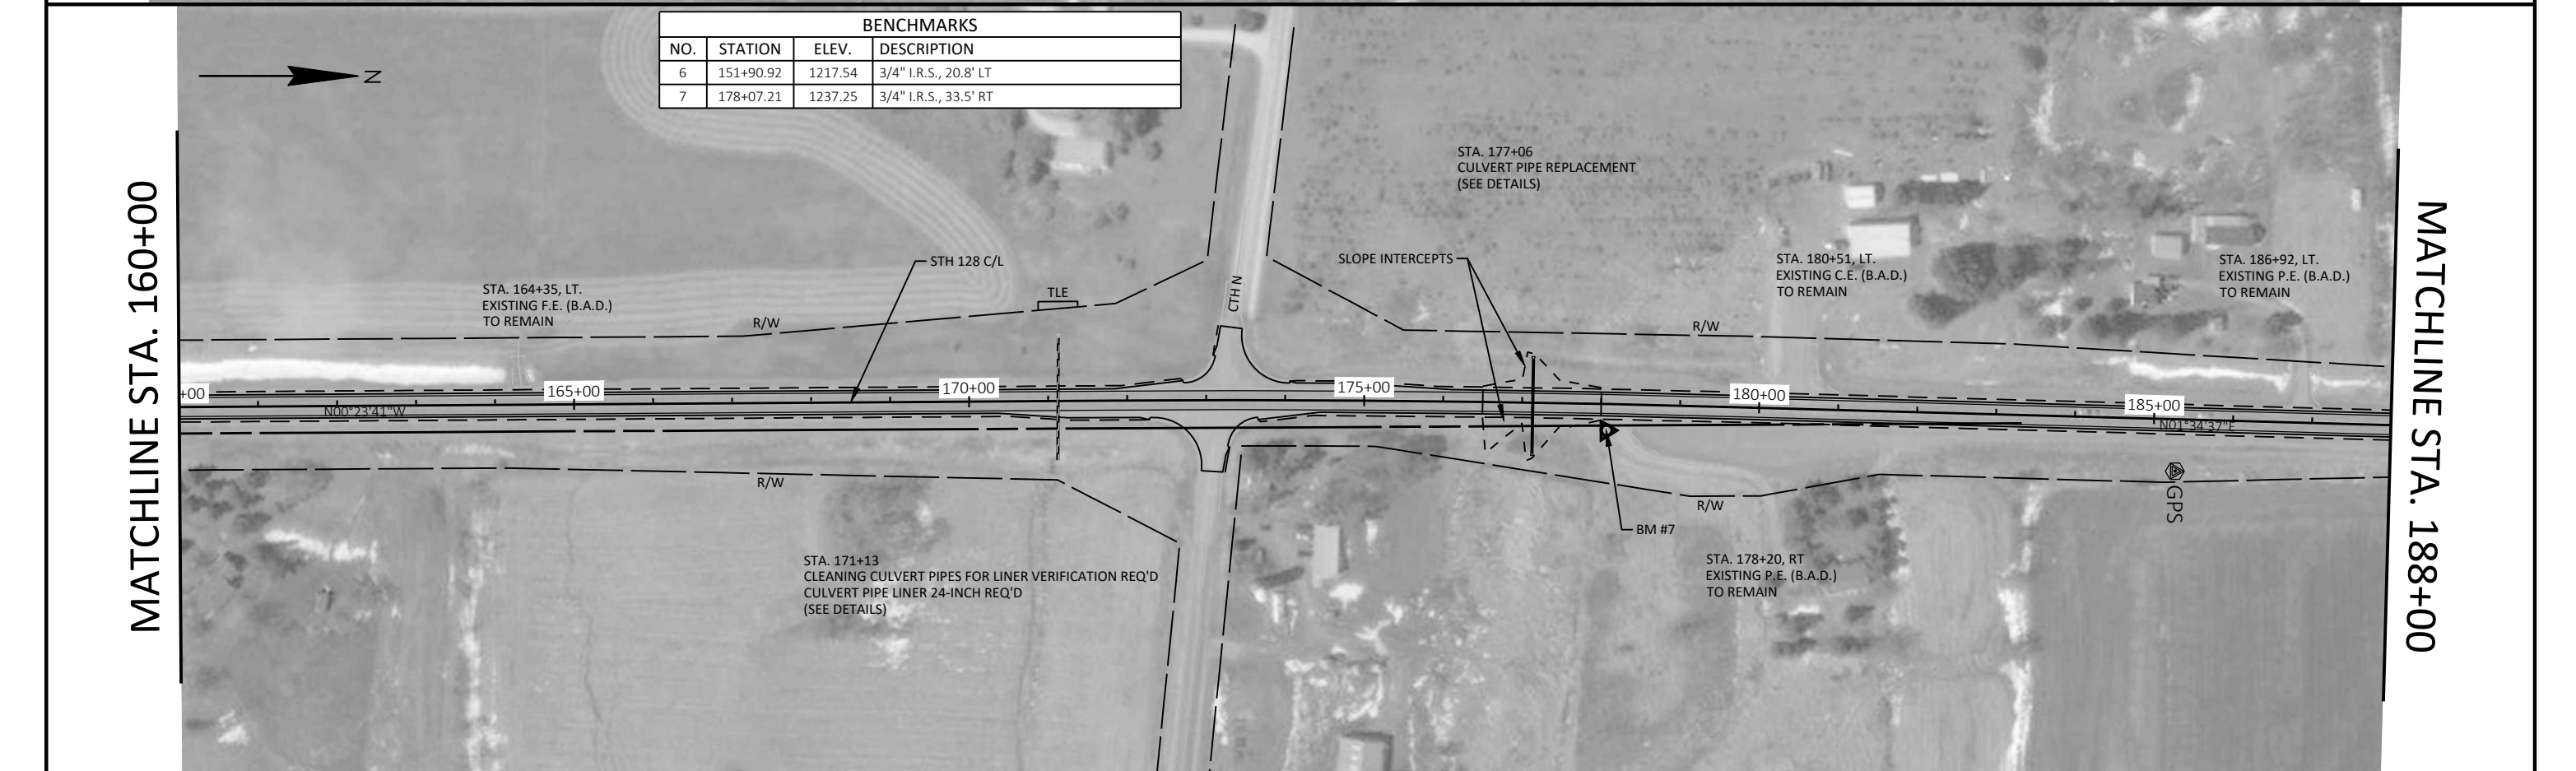 BENCHMARKS
NO. STATION ELEV. DESCRIPTION
6 151+90.92 1217.54 3/4" I.R.S., 20.8' LT
7 178+07.21 1237.25 3/4" I.R.S., 33.5' RT
N
MATCHLINE STA. 160+00
STA. 177+06
CULVERT PIPE REPLACEMENT
(SEE DETAILS)
STH 128 C/L
SLOPE INTERCEPTS
STA. 164+35, LT.
EXISTING F.E. (B.A.D.)
TO REMAIN
TLE
CTH N
STA. 180+51, LT.
EXISTING C.E. (B.A.D.)
TO REMAIN
STA. 186+92, LT.
EXISTING P.E. (B.A.D.)
TO REMAIN
R/W
R/W
+00
165+00
170+00
175+00
180+00
185+00
N00°23'41"W
N01°34'37"E
R/W
R/W
GPS
BM #7
STA. 171+13
CLEANING CULVERT PIPES FOR LINER VERIFICATION REQ'D
CULVERT PIPE LINER 24-INCH REQ'D
(SEE DETAILS)
STA. 178+20, RT
EXISTING P.E. (B.A.D.)
TO REMAIN
MATCHLINE STA. 188+00